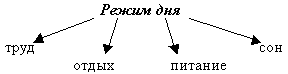 Режим дня
труд
отдых
питание
сон